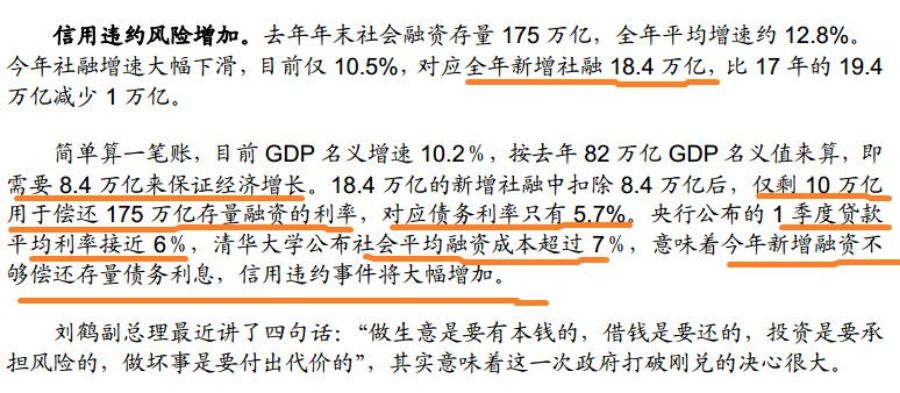 信用违约风险增加。去年年末社会融资存量 175 万亿，全年平均增速约 12.8%。
今年社融增速大幅下滑，目前仅 10.5%，对应全年新增社融 18.4 万亿，比 17 年的 19.4
万亿减少 1 万亿。
简单算一笔账，目前 GDP 名义增速 10.2%，按去年 82 万亿 GDP 名义值来算，即
需要 8.4 万亿来保证经济增长。18.4 万亿的新增社融中扣除 8.4 万亿后，仅剩 10 万亿
用于偿还 175 万亿存量融资的利率，对应债务利率只有 5.7%。央行公布的 1 季度贷款
平均利率接近 6%，清华大学公布社会平均融资成本超过 7%，意味着今年新增融资不
够偿还存量债务利息，信用违约事件将大幅增加。
刘鹤副总理最近讲了四句话：“做生意是要有本钱的，借钱是要还的，投资是要承
担风险的，做坏事是要付出代价的”，其实意味着这一次政府打破刚兑的决心很大。